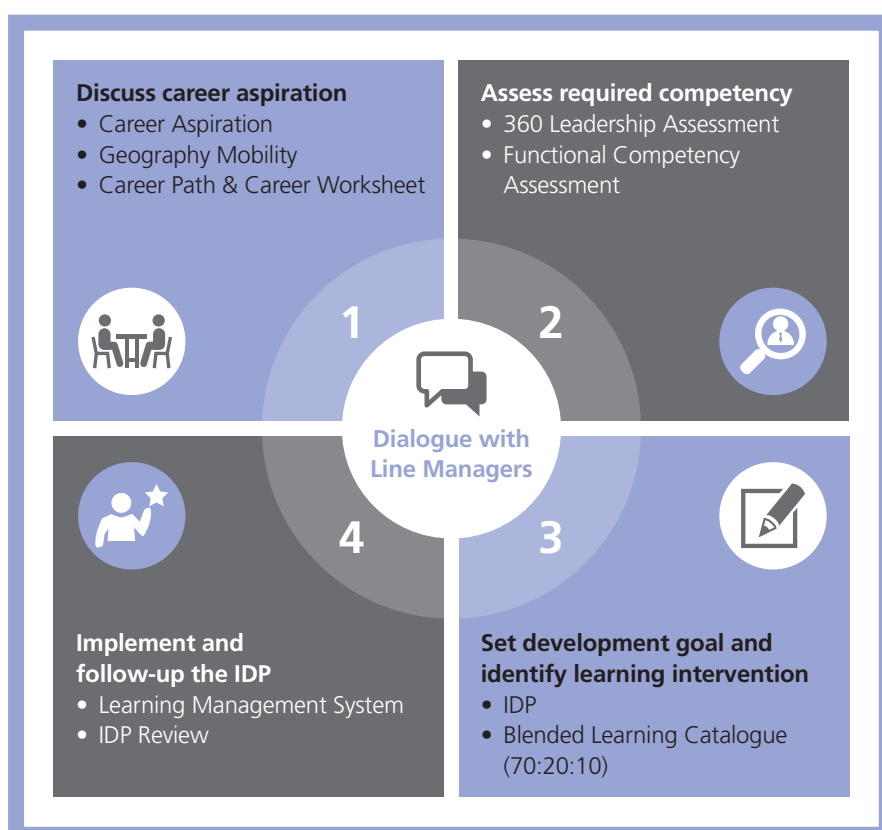 Discuss career aspiration
• Career Aspiration
• Geography Mobility
• Career Path & Career Worksheet
1
Assess required competency
• 360 Leadership Assessment
• Functional Competency
Assessment
2
Dialogue with
Line Managers
3
Set development goal and
identify learning intervention
• IDP
• Blended Learning Catalogue
(70:20:10)
4
Implement and
follow-up the IDP
• Learning Management System
• IDP Review